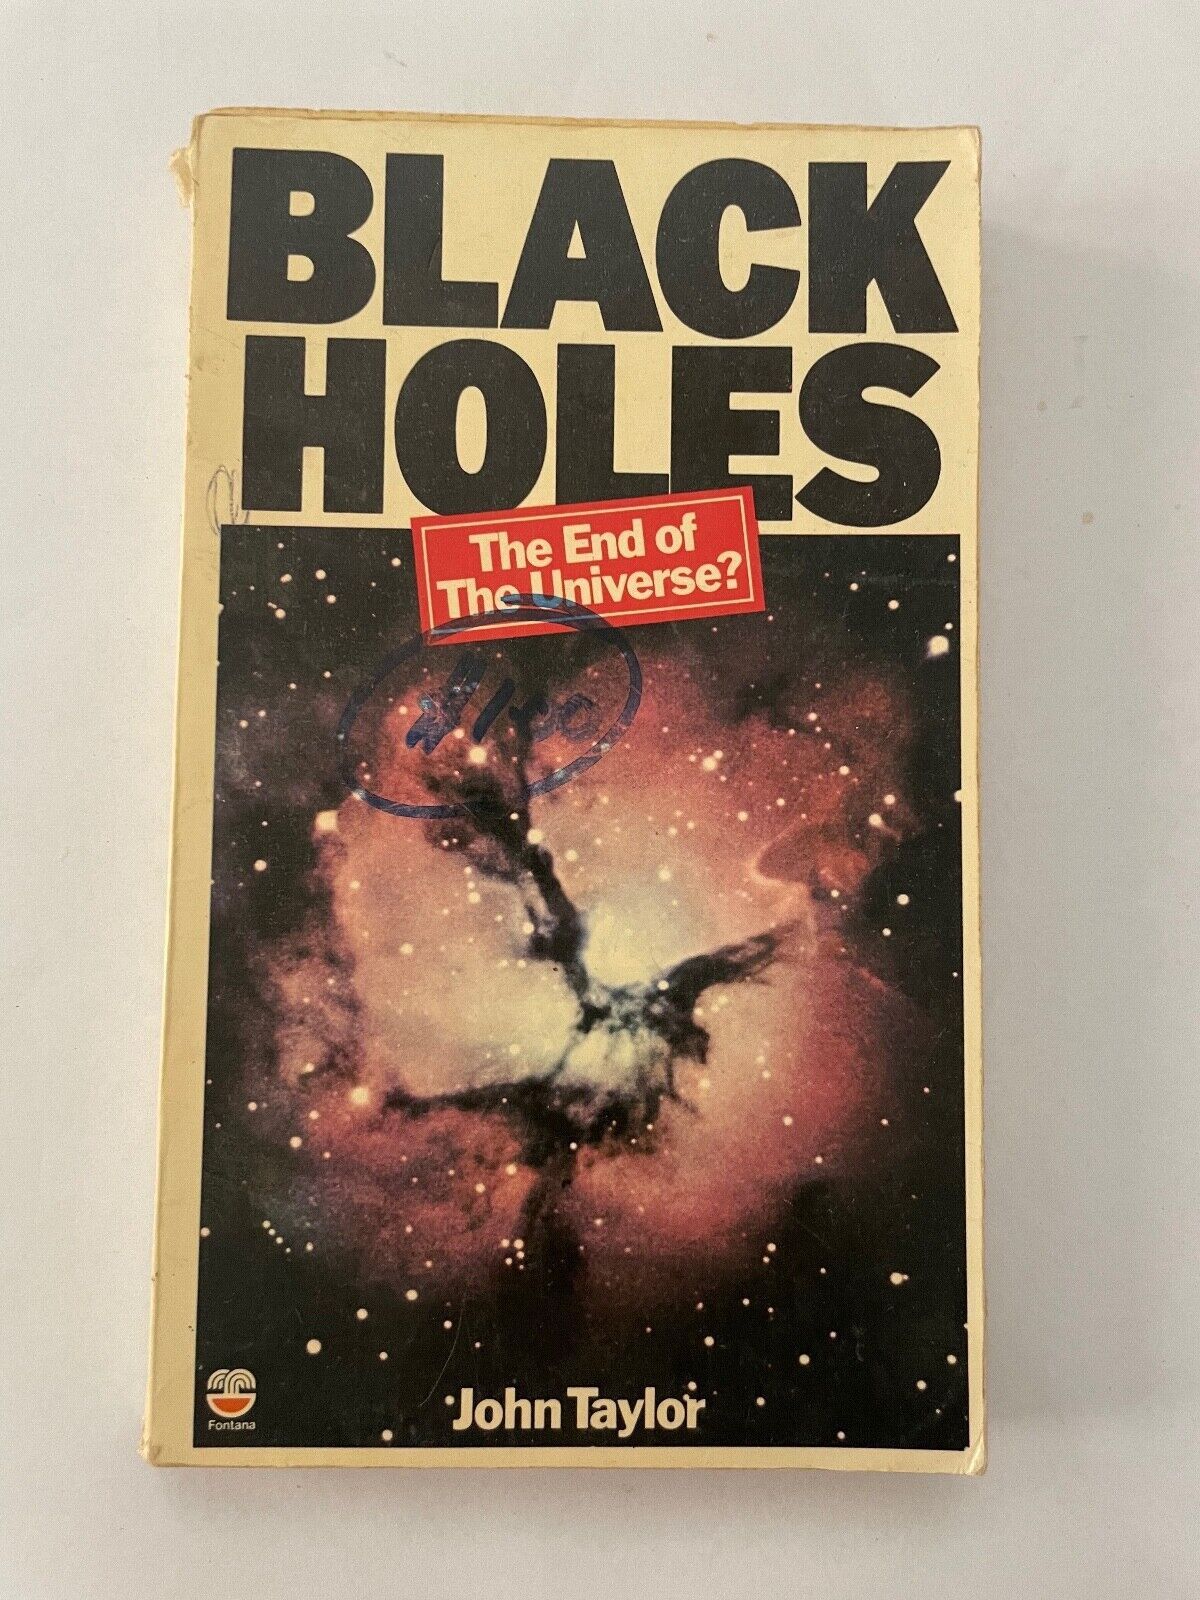 BLACK
HOLES
The End of
The Universe?
John Taylor
Fontana